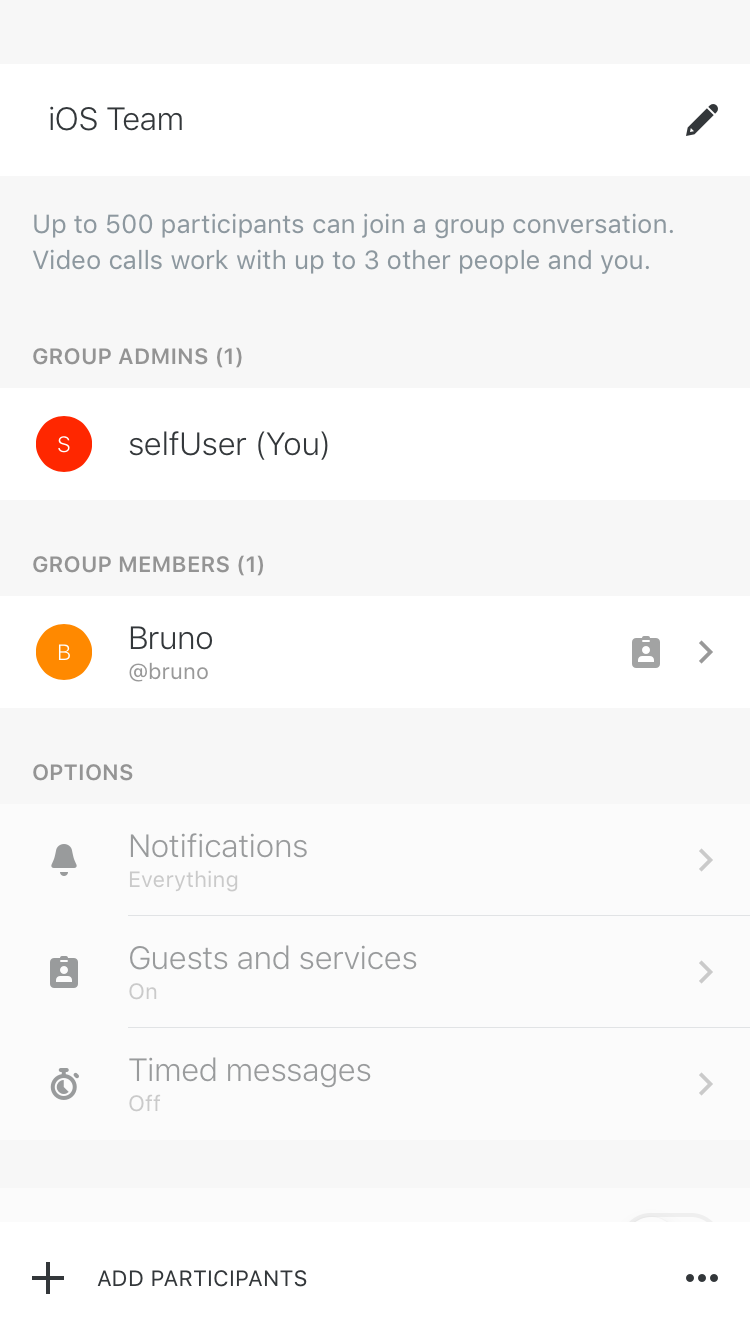 iOS Team
Up to 500 participants can join a group conversation.
Video calls work with up to 3 other people and you.
GROUP ADMINS (1)
S
selfUser (You)
GROUP MEMBERS (1)
B
Bruno
@bruno
OPTIONS
Notifications
Everything
Guests and services
On
Timed messages
Off
ADD PARTICIPANTS